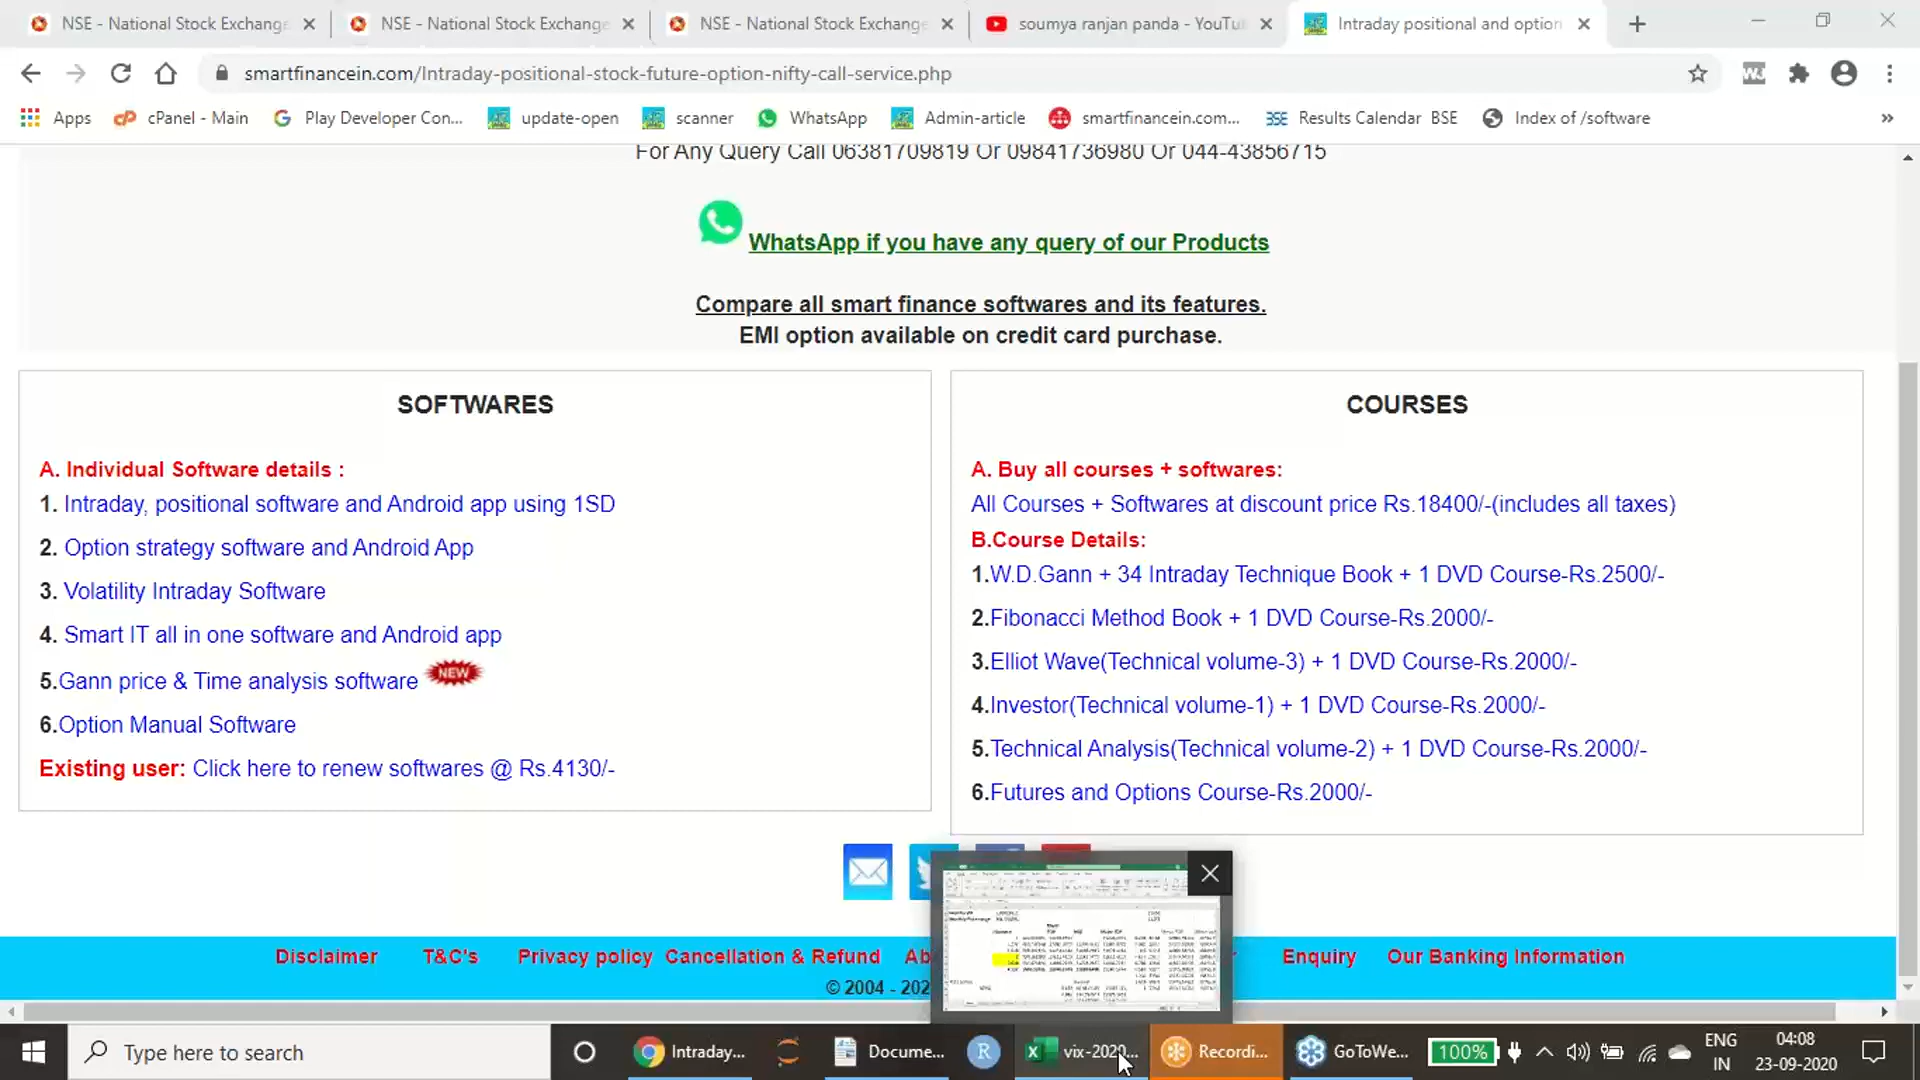 NSE - National Stock Exchange
NSE - National Stock Exchange
NSE - National Stock Exchange
soumya ranjan panda - YouTu
Intraday positional and option
smartfinancein.com/Intraday-positional-stock-future-option-nifty-call-service.php
Apps
cPanel - Main
Play Developer Con...
update-open
scanner
WhatsApp
Admin-article
smartfinancein.com...
Results Calendar BSE
Index of /software
»
For Any Query Call 06381709819 Or 09841736980 Or 044-43856715
WhatsApp if you have any query of our Products
Compare all smart finance softwares and its features.
EMI option available on credit card purchase.
SOFTWARES
A. Individual Software details :
1. Intraday, positional software and Android app using 1SD
2. Option strategy software and Android App
3. Volatility Intraday Software
4. Smart IT all in one software and Android app
5.Gann price & Time analysis software NEW
6.Option Manual Software
Existing user: Click here to renew softwares @ Rs.4130/-
COURSES
A. Buy all courses + softwares:
All Courses + Softwares at discount price Rs.18400/-(includes all taxes)
B.Course Details:
1.W.D.Gann + 34 Intraday Technique Book + 1 DVD Course-Rs.2500/-
2.Fibonacci Method Book + 1 DVD Course-Rs.2000/-
3.Elliot Wave(Technical volume-3) + 1 DVD Course-Rs.2000/-
4.Investor(Technical volume-1) + 1 DVD Course-Rs.2000/-
5.Technical Analysis(Technical volume-2) + 1 DVD Course-Rs.2000/-
6.Futures and Options Course-Rs.2000/-
Disclaimer T&C's Privacy policy Cancellation & Refund Ab
Enquiry Our Banking Information
© 2004 - 202
Type here to search
Intraday...
Docume...
R
vix-2020...
Recordi...
GoToWe...
100%
ENG
IN
04:08
23-09-2020